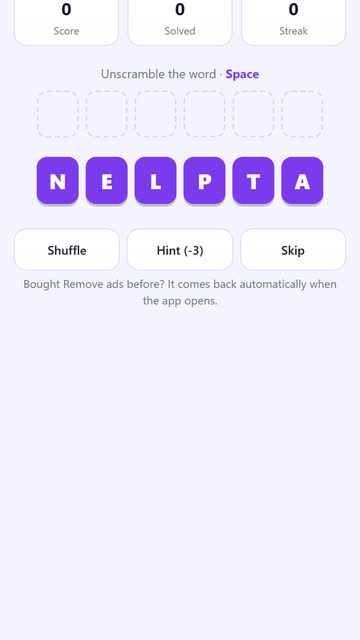 0 0 0
Score Solved Streak
Unscramble the word · Space
N E L P T A
Shuffle Hint (-3) Skip
Bought Remove ads before? It comes back automatically when
the app opens.